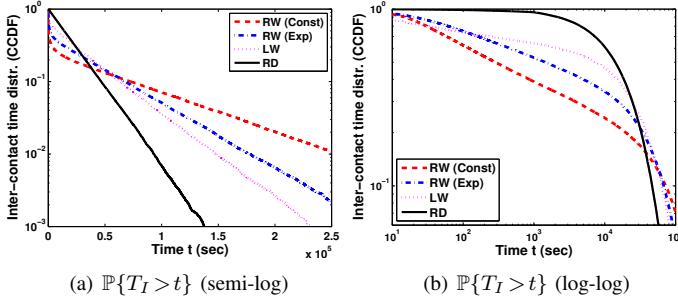 Inter-contact time distr. (CCDF)
10⁰
10⁻¹
10⁻²
10⁻³
0
0.5
1
1.5
2
2.5
x 10⁵
Time t (sec)
RW (Const)
RW (Exp)
LW
RD
(a) ℙ{T_I > t} (semi-log)
Inter-contact time distr. (CCDF)
10⁰
10⁻¹
10¹
10²
10³
10⁴
10⁵
Time t (sec)
RW (Const)
RW (Exp)
LW
RD
(b) ℙ{T_I > t} (log-log)